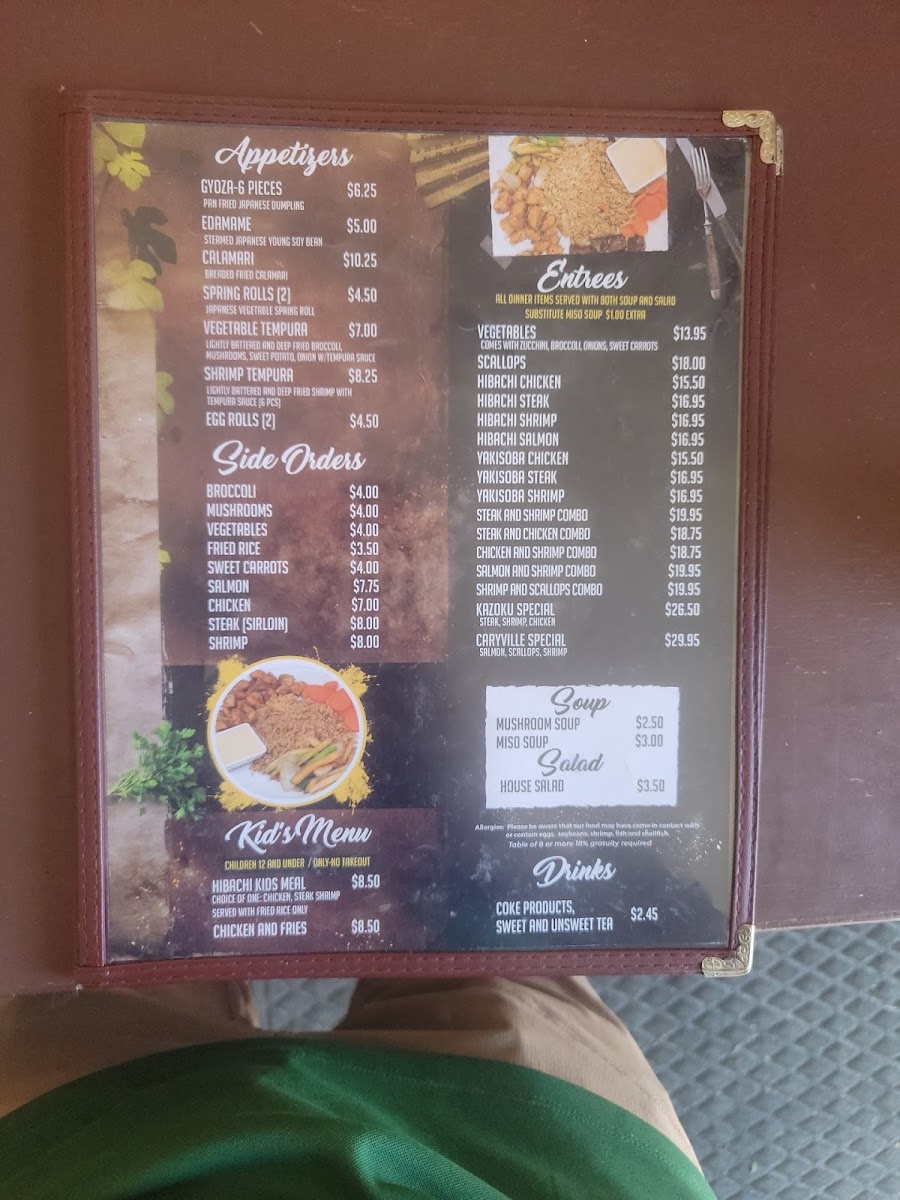 Appetizers
GYOZA-6 PIECES $6.25
PAN FRIED JAPANESE DUMPLING
EDAMAME $5.00
STEAMED JAPANESE YOUNG SOY BEAN
CALAMARI $10.25
BREADED FRIED CALAMARI
SPRING ROLLS (2) $4.50
JAPANESE VEGETABLE SPRING ROLL
VEGETABLE TEMPURA $7.00
LIGHTLY BATTERED AND DEEP FRIED BROCCOLI,
MUSHROOMS, SWEET POTATO, ONION W/TEMPURA SAUCE
SHRIMP TEMPURA $8.25
LIGHTLY BATTERED AND DEEP FRIED SHRIMP WITH
TEMPURA SAUCE (6 PCS)
EGG ROLLS (2) $4.50
Side Orders
BROCCOLI $4.00
MUSHROOMS $4.00
VEGETABLES $4.00
FRIED RICE $3.50
SWEET CARROTS $4.00
SALMON $7.75
CHICKEN $7.00
STEAK (SIRLOIN) $8.00
SHRIMP $8.00
Kid's Menu
CHILDREN 12 AND UNDER / ONLY-NO TAKEOUT
HIBACHI KIDS MEAL $8.50
CHOICE OF ONE: CHICKEN, STEAK SHRIMP
SERVED WITH FRIED RICE ONLY
CHICKEN AND FRIES $8.50
Entrees
ALL DINNER ITEMS SERVED WITH BOTH SOUP AND SALAD
SUBSTITUTE MISO SOUP $1.00 EXTRA
VEGETABLES $13.95
COMES WITH ZUCCHINI, BROCCOLI, ONIONS, SWEET CARROTS
SCALLOPS $18.00
HIBACHI CHICKEN $15.50
HIBACHI STEAK $16.95
HIBACHI SHRIMP $16.95
HIBACHI SALMON $16.95
YAKISOBA CHICKEN $15.50
YAKISOBA STEAK $16.95
YAKISOBA SHRIMP $16.95
STEAK AND SHRIMP COMBO $19.95
STEAK AND CHICKEN COMBO $18.75
CHICKEN AND SHRIMP COMBO $18.75
SALMON AND SHRIMP COMBO $19.95
SHRIMP AND SCALLOPS COMBO $19.95
KAZOKU SPECIAL $26.50
STEAK, SHRIMP, CHICKEN
CARYVILLE SPECIAL $29.95
SALMON, SCALLOPS, SHRIMP
Soup
MUSHROOM SOUP $2.50
MISO SOUP $3.00
Salad
HOUSE SALAD $3.50
Allergies: Please be aware that our food may have come in contact with
or contain eggs, soybeans, shrimp, fish and shellfish.
Table of 8 or more 18% gratuity required
Drinks
COKE PRODUCTS,
SWEET AND UNSWEET TEA $2.45